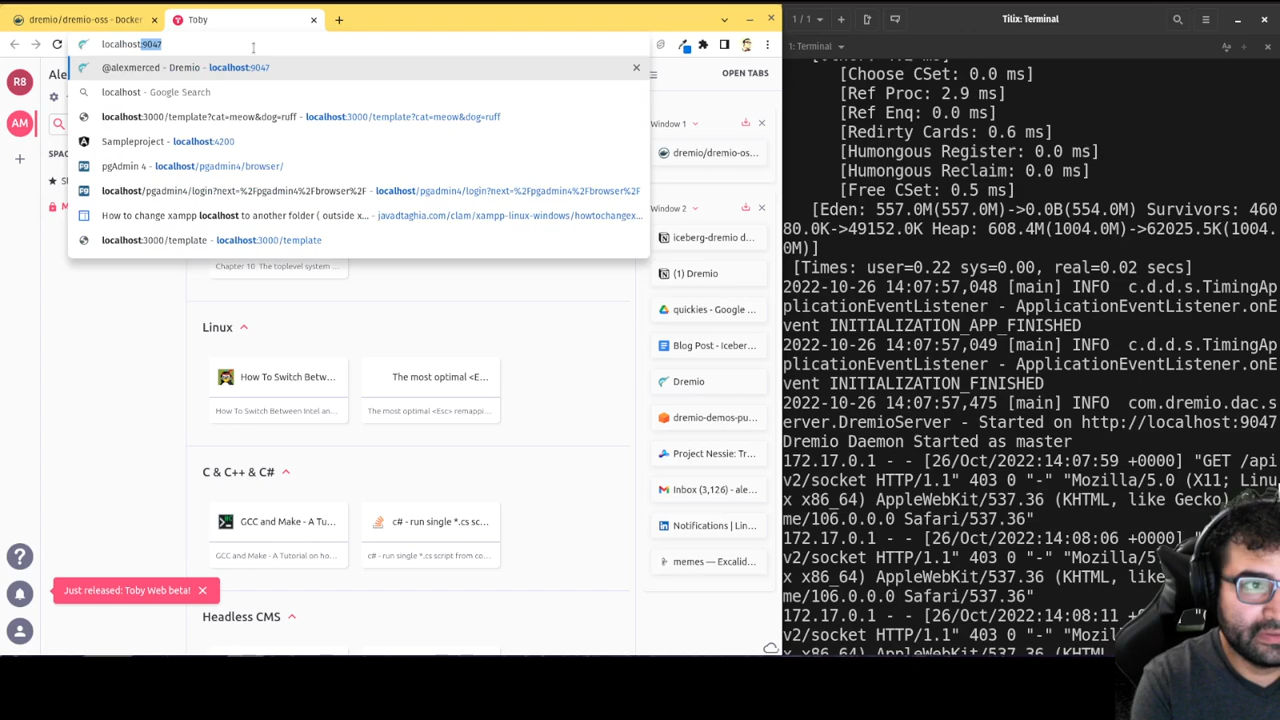 dremio/dremio-oss - Docker
Toby
1 / 1
Tilix: Terminal
localhost:9047
1: Terminal
@alexmerced - Dremio - localhost:9047
localhost - Google Search
localhost:3000/template?cat=meow&dog=ruff - localhost:3000/template?cat=meow&dog=ruff
Sampleproject - localhost:4200
pgAdmin 4 - localhost/pgadmin4/browser/
localhost/pgadmin4/login?next=%2Fpgadmin4%2Fbrowser%2F - localhost/pgadmin4/login?next=%2Fpgadmin4%2Fbrowser%2F
How to change xampp localhost to another folder ( outside x... - javadtaghia.com/clam/xampp-linux-windows/howtochangex...
localhost:3000/template - localhost:3000/template
R8
AM
Ale
Chapter 10 The toplevel system ...
Linux
How To Switch Betw...
The most optimal <E...
How To Switch Between Intel an...
The most optimal <Esc> remappi...
C & C++ & C#
GCC and Make - A Tu...
c# - run single *.cs scr...
GCC and Make - A Tutorial on ho...
c# - run single *.cs script from co...
Headless CMS
Just released: Toby Web beta!
OPEN TABS
Window 1
dremio/dremio-os...
Window 2
iceberg-dremio d...
(1) Dremio
quickies - Google ...
Blog Post - Iceber...
Dremio
dremio-demos-pu...
Project Nessie: Tr...
Inbox (3,126) - ale...
Notifications | Lin...
memes — Excalid...
[Choose CSet: 0.0 ms]
[Ref Proc: 2.9 ms]
[Ref Enq: 0.0 ms]
[Redirty Cards: 0.6 ms]
[Humongous Register: 0.0 ms]
[Humongous Reclaim: 0.0 ms]
[Free CSet: 0.5 ms]
[Eden: 557.0M(557.0M)->0.0B(554.0M) Survivors: 460
80.0K->49152.0K Heap: 608.4M(1004.0M)->62025.5K(1004.
0M)]
[Times: user=0.22 sys=0.00, real=0.02 secs]
2022-10-26 14:07:57,048 [main] INFO c.d.d.s.TimingAp
plicationEventListener - ApplicationEventListener.onE
vent INITIALIZATION_APP_FINISHED
2022-10-26 14:07:57,049 [main] INFO c.d.d.s.TimingAp
plicationEventListener - ApplicationEventListener.onE
vent INITIALIZATION_FINISHED
2022-10-26 14:07:57,475 [main] INFO com.dremio.dac.s
erver.DremioServer - Started on http://localhost:9047
Dremio Daemon Started as master
172.17.0.1 - - [26/Oct/2022:14:07:59 +0000] "GET /api
v2/socket HTTP/1.1" 403 0 "-" "Mozilla/5.0 (X11; Linu
x x86_64) AppleWebKit/537.36 (KHTML, like Gecko)
me/106.0.0.0 Safari/537.36"
172.17.0.1 - - [26/Oct/2022:14:08:06 +0000]
v2/socket HTTP/1.1" 403 0 "-" "Mozilla/5
x x86_64) AppleWebKit/537.36 (KHTML, like
me/106.0.0.0 Safari/537.36"
172.17.0.1 - - [26/Oct/2022:14:08:11 +0
v2/socket HTTP/1.1" 403 0 "-" "Mozilla
x x86_64) AppleWebKit/537.36 (KHTML,